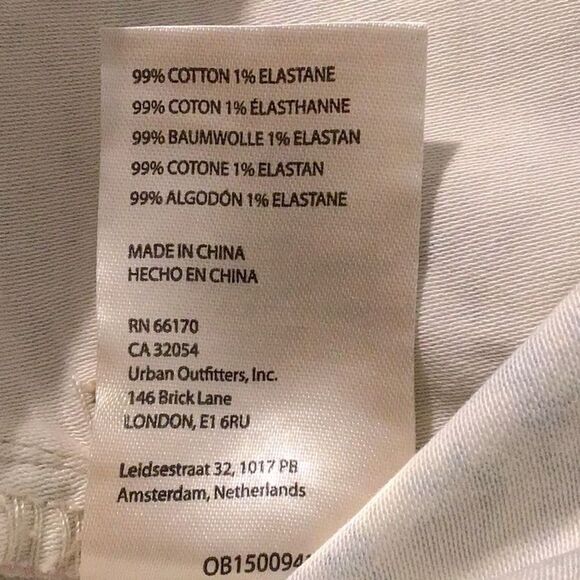 99% COTTON 1% ELASTANE
99% COTON 1% ÉLASTHANNE
99% BAUMWOLLE 1% ELASTAN
99% COTONE 1% ELASTAN
99% ALGODÓN 1% ELASTANE
MADE IN CHINA
HECHO EN CHINA
RN 66170
CA 32054
Urban Outfitters, Inc.
146 Brick Lane
LONDON, E1 6RU
Leidsestraat 32, 1017 PB
Amsterdam, Netherlands